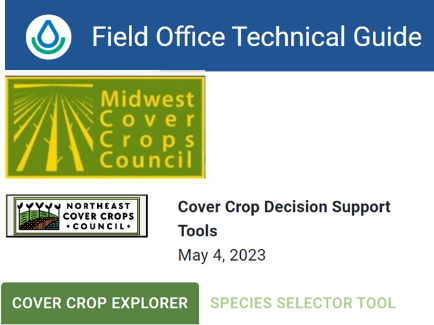 Field Office Technical Guide
Midwest
Cover
Crops
Council
NORTHEAST
COVER CROPS
• COUNCIL •
Cover Crop Decision Support
Tools
May 4, 2023
COVER CROP EXPLORER
SPECIES SELECTOR TOOL